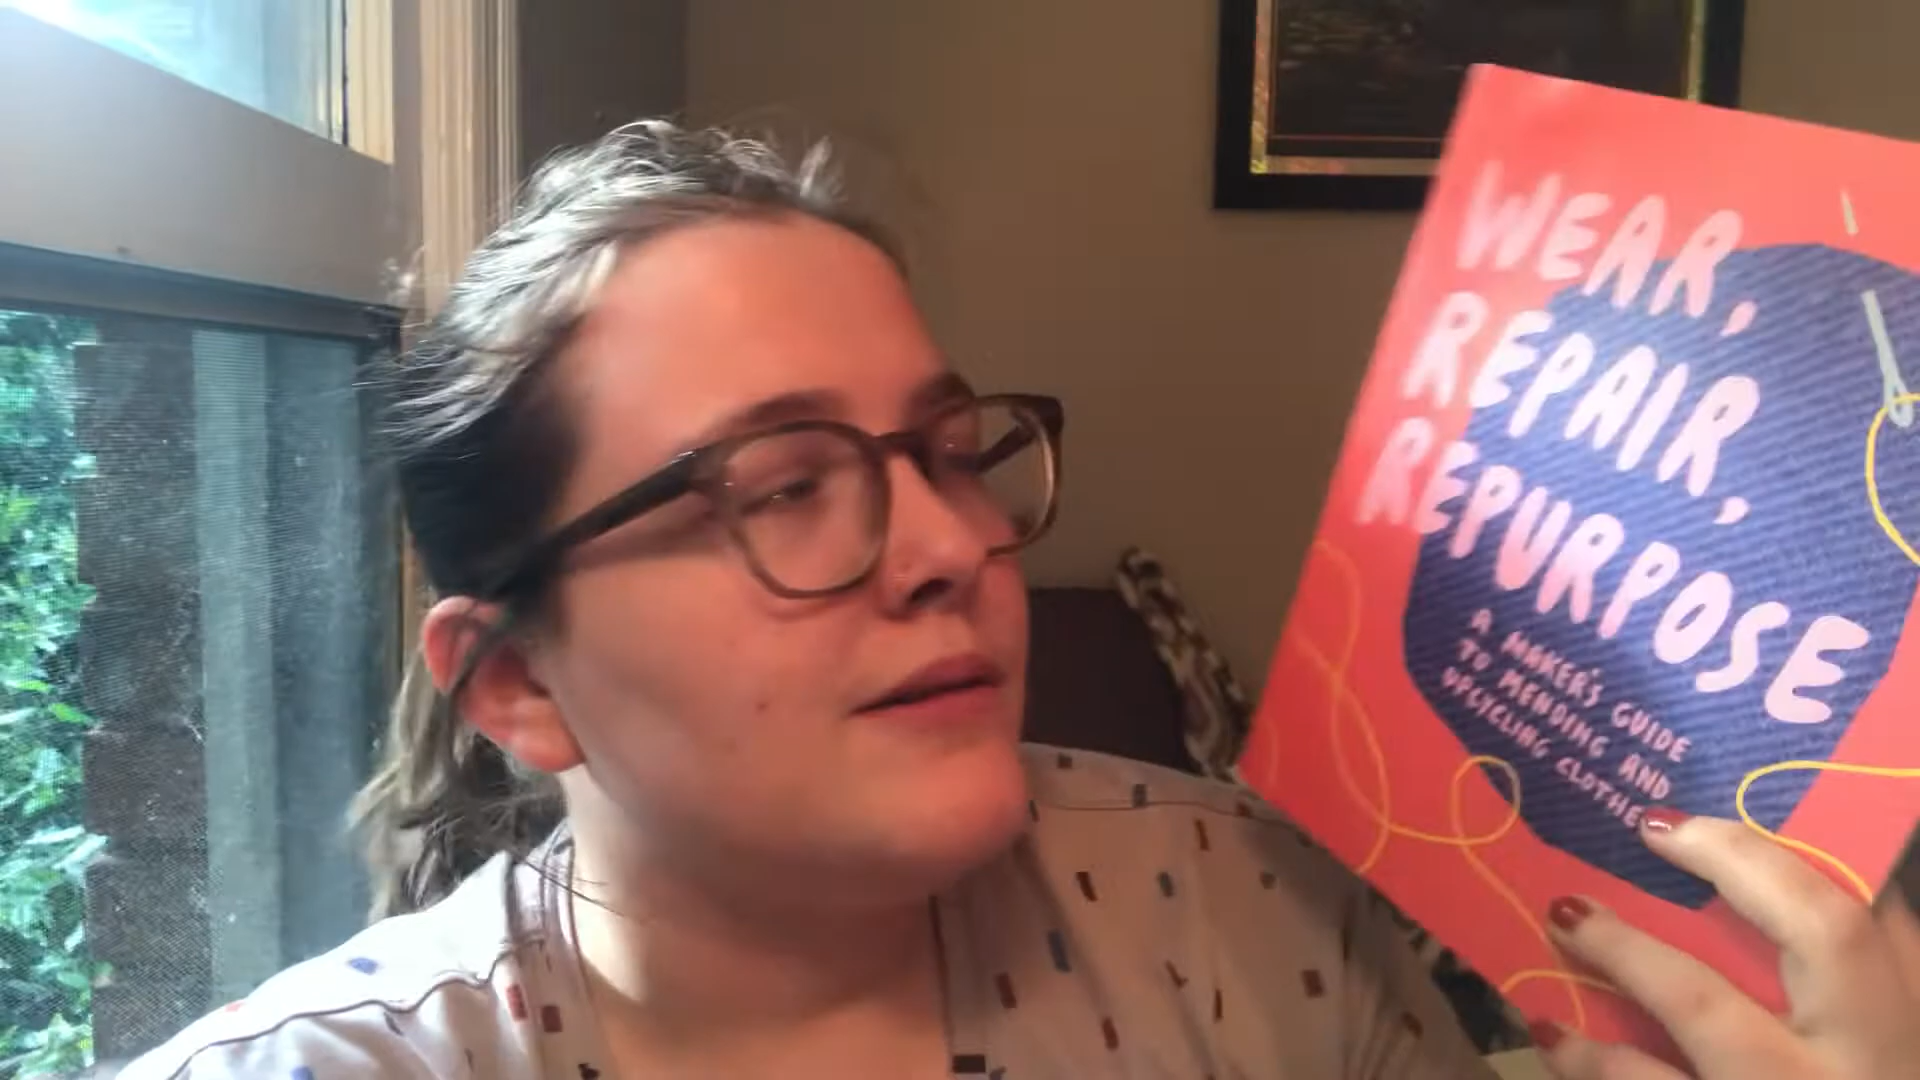 WEAR,
REPAIR,
REPURPOSE
A MAKER'S GUIDE
TO MENDING AND
UPCYCLING CLOTHES